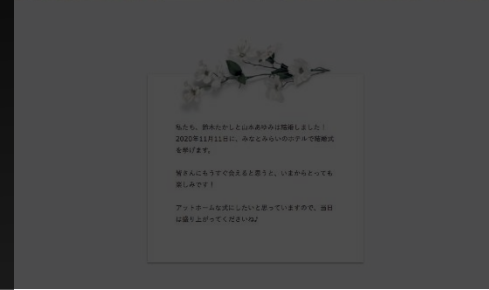 私たち、鈴木たかしと山本あゆみは結婚しました！
2020年11月11日に、みなとみらいのホテルで結婚式
を挙げます。
皆さんにもうすぐ会えると思うと、いまからとっても
楽しみです！
アットホームな式にしたいと思っていますので、当日
は盛り上がってくださいね♪